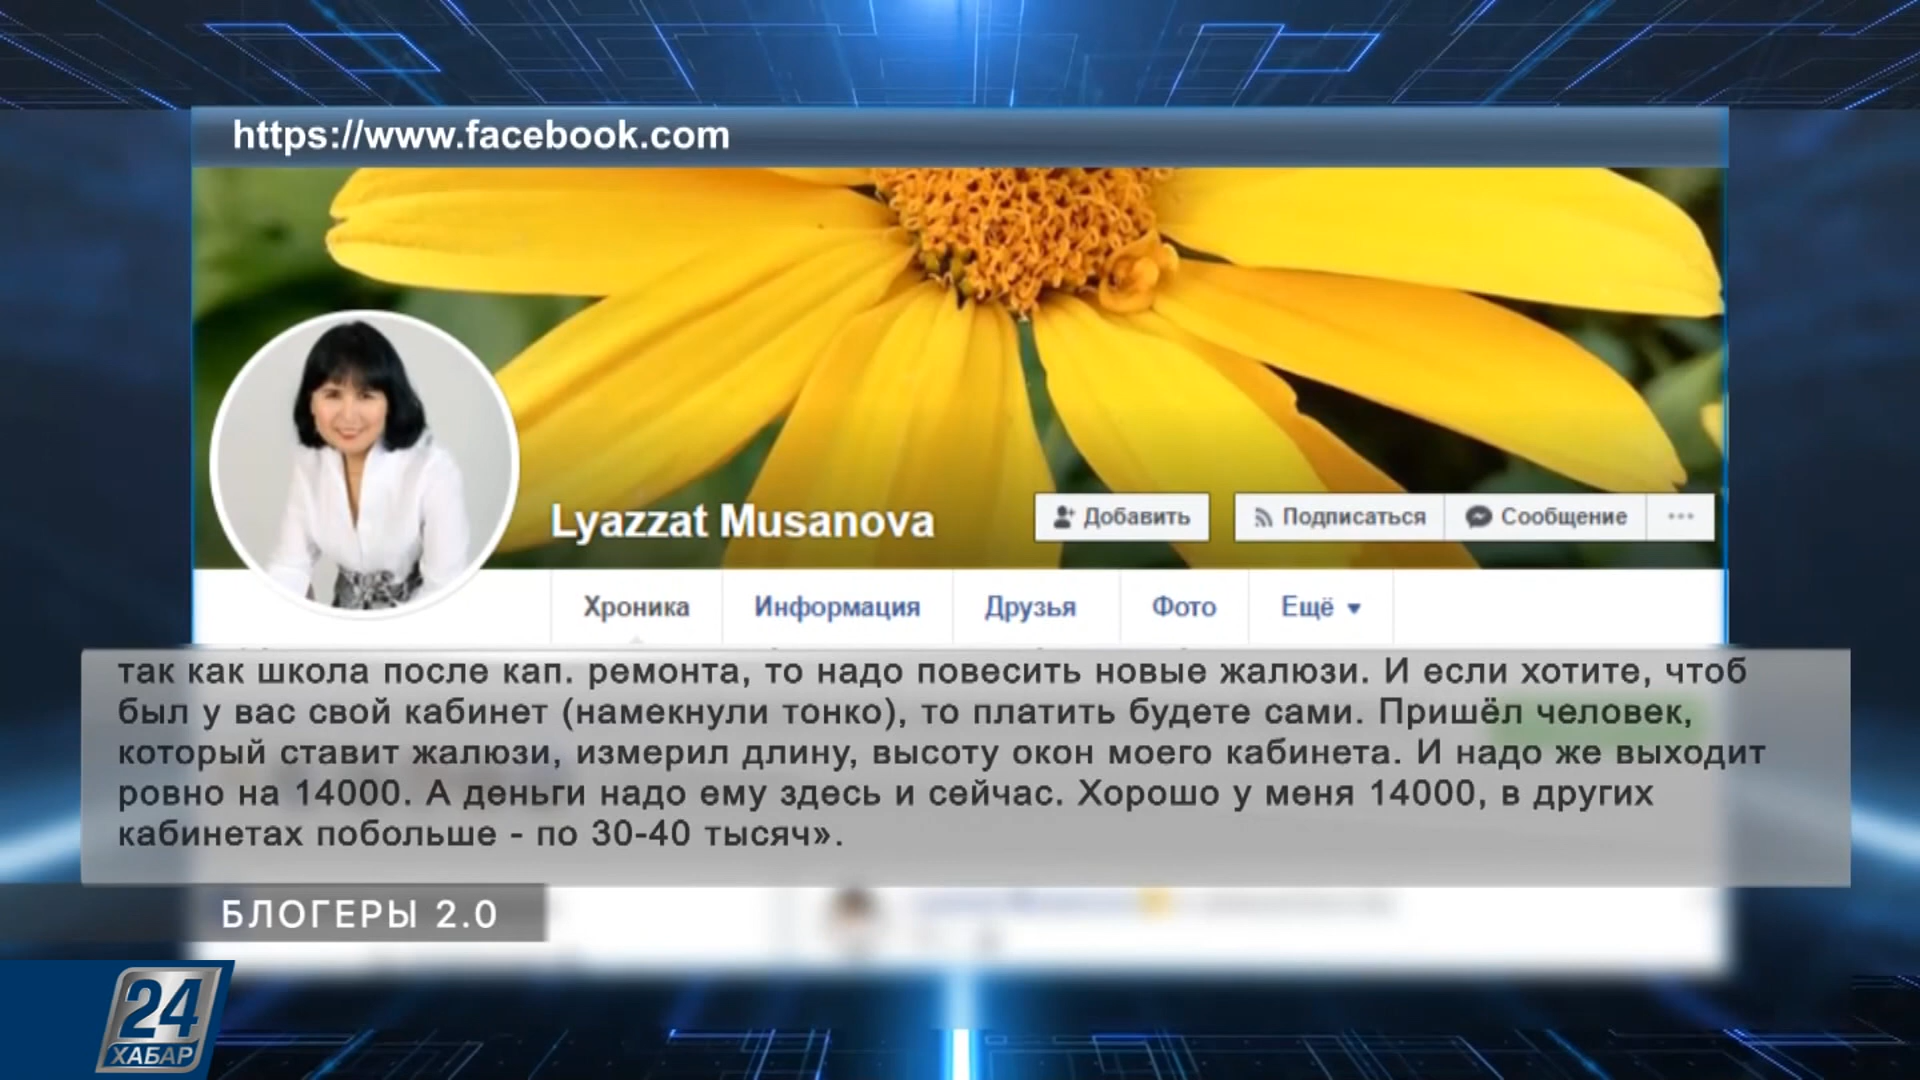 https://www.facebook.com
Lyazzat Musanova
Добавить
Подписаться
Сообщение
Хроника
Информация
Друзья
Фото
Ещё
так как школа после кап. ремонта, то надо повесить новые жалюзи. И если хотите, чтоб
был у вас свой кабинет (намекнули тонко), то платить будете сами. Пришёл человек,
который ставит жалюзи, измерил длину, высоту окон моего кабинета. И надо же выходит
ровно на 14000. А деньги надо ему здесь и сейчас. Хорошо у меня 14000, в других
кабинетах побольше - по 30-40 тысяч».
БЛОГЕРЫ 2.0
24
ХАБАР